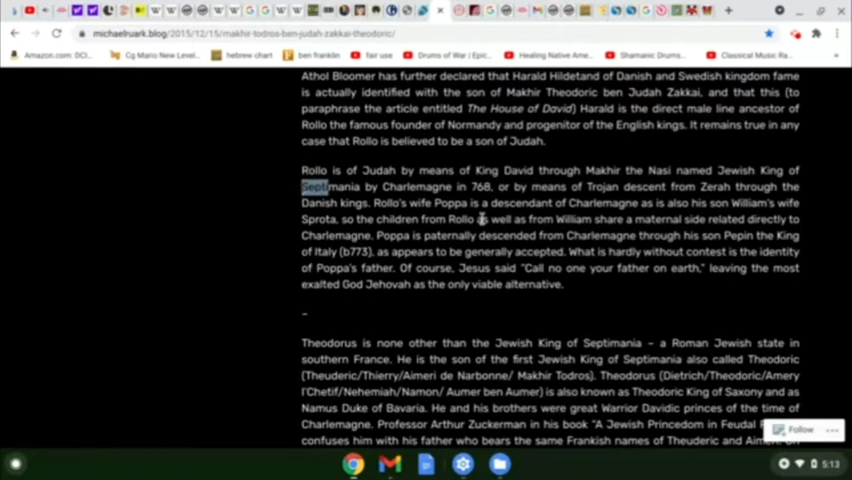 michaelruark.blog/2015/12/15/makhir-todros-ben-judah-zakkai-theodoric/
Amazon.com: DCI... Cg Mario New Level... hebrew chart ben franklin fair use Drums of War | Epic... Healing Native Ame... Shamanic Drums... Classical Music Ra...
Athol Bloomer has further declared that Harald Hildetand of Danish and Swedish kingdom fame
is actually identified with the son of Makhir Theodoric ben Judah Zakkai, and that this (to
paraphrase the article entitled The House of David) Harald is the direct male line ancestor of
Rollo the famous founder of Normandy and progenitor of the English kings. It remains true in any
case that Rollo is believed to be a son of Judah.
Rollo is of Judah by means of King David through Makhir the Nasi named Jewish King of
Septimania by Charlemagne in 768, or by means of Trojan descent from Zerah through the
Danish kings. Rollo's wife Poppa is a descendant of Charlemagne as is also his son William's wife
Sprota, so the children from Rollo as well as from William share a maternal side related directly to
Charlemagne. Poppa is paternally descended from Charlemagne through his son Pepin the King
of Italy (b773), as appears to be generally accepted. What is hardly without contest is the identity
of Poppa's father. Of course, Jesus said "Call no one your father on earth," leaving the most
exalted God Jehovah as the only viable alternative.
–
Theodorus is none other than the Jewish King of Septimania – a Roman Jewish state in
southern France. He is the son of the first Jewish King of Septimania also called Theodoric
(Theuderic/Thierry/Aimeri de Narbonne/ Makhir Todros). Theodorus (Dietrich/Theodoric/Amery
l'Chetif/Nehemiah/Namon/ Aumer ben Aumer) is also known as Theodoric King of Saxony and as
Namus Duke of Bavaria. He and his brothers were great Warrior Davidic princes of the time of
Charlemagne. Professor Arthur Zuckerman in his book "A Jewish Princedom in Feudal
confuses him with his father who bears the same Frankish names of Theuderic and
Follow
5:13